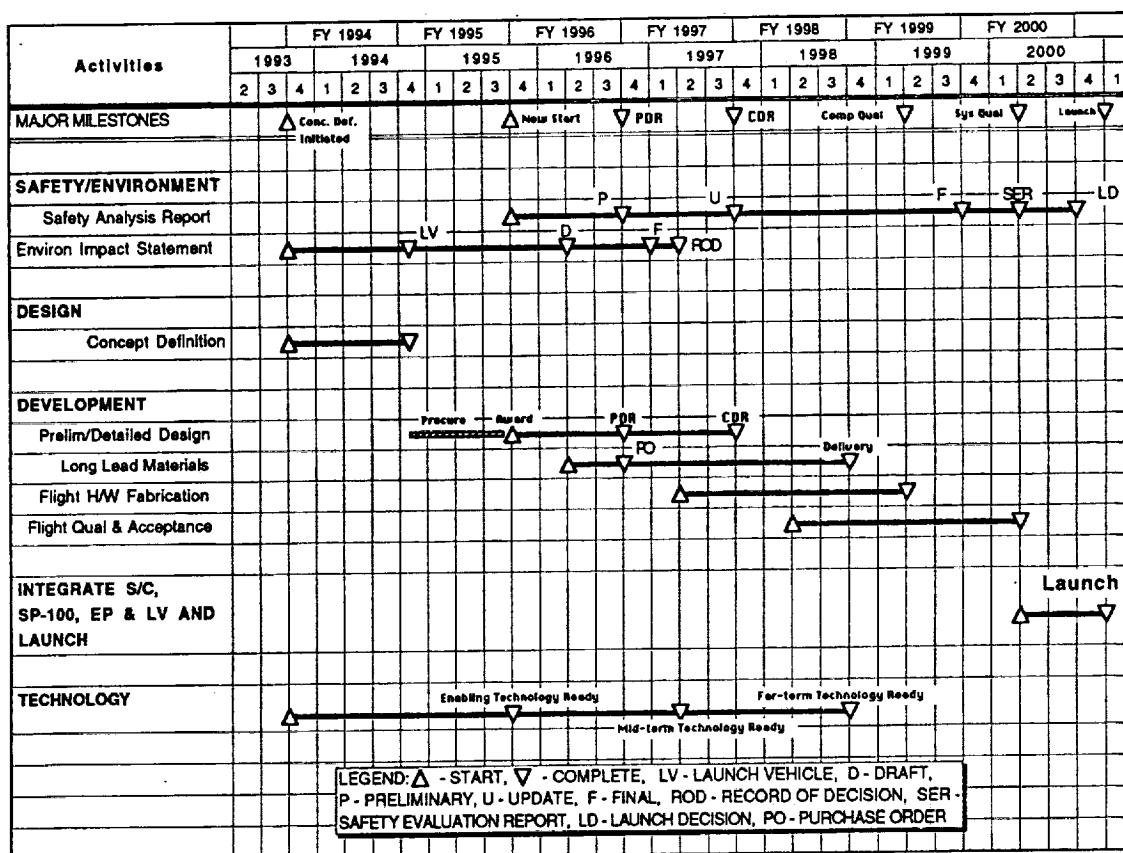 Activities
FY 1994 FY 1995 FY 1996 FY 1997 FY 1998 FY 1999 FY 2000
1993 1994 1995 1996 1997 1998 1999 2000
2 3 4 1 2 3 4 1 2 3 4 1 2 3 4 1 2 3 4 1 2 3 4 1 2 3 4 1 2 3 4 1
MAJOR MILESTONES Conc. Def. New Start PDR CDR Comp Qual Sys Qual Launch
Initiated
SAFETY/ENVIRONMENT
P U F SER LD
Safety Analysis Report
LV D F
Environ Impact Statement ROD
DESIGN
Concept Definition
DEVELOPMENT
Procure Award PDR CDR
Prelim/Detailed Design
PO Delivery
Long Lead Materials
Flight H/W Fabrication
Flight Qual & Acceptance
INTEGRATE S/C, Launch
SP-100, EP & LV AND
LAUNCH
TECHNOLOGY Enabling Technology Ready Far-term Technology Ready
Mid-term Technology Ready
LEGEND: △ - START, ▽ - COMPLETE, LV - LAUNCH VEHICLE, D - DRAFT,
P - PRELIMINARY, U - UPDATE, F - FINAL, ROD - RECORD OF DECISION, SER -
SAFETY EVALUATION REPORT, LD - LAUNCH DECISION, PO - PURCHASE ORDER